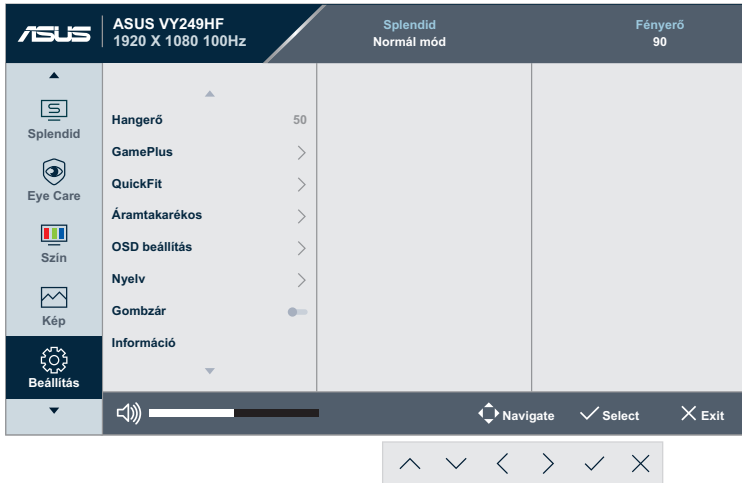 ASUS
ASUS VY249HF
1920 X 1080 100Hz
Splendid
Normál mód
Fényerő
90
Splendid
Eye Care
Szín
Kép
Beállítás
Hangerő 50
GamePlus
QuickFit
Áramtakarékos
OSD beállítás
Nyelv
Gombzár
Információ
Navigate
Select
Exit